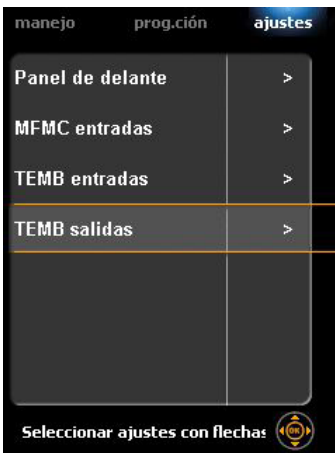 manejo prog.ción ajustes
Panel de delante >
MFMC entradas >
TEMB entradas >
TEMB salidas >
Seleccionar ajustes con flechas OK